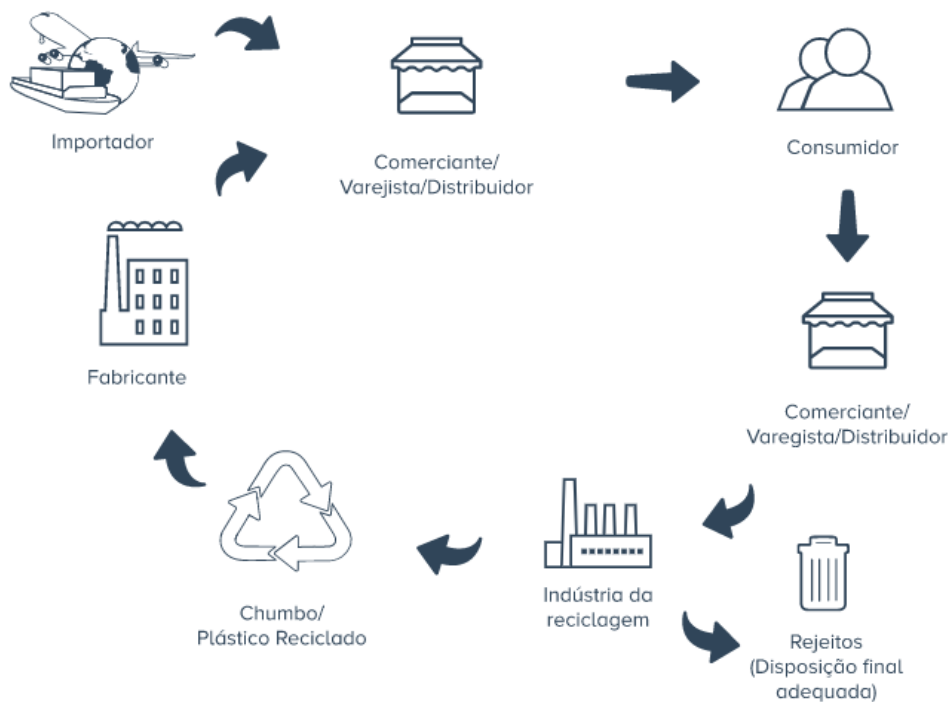 Importador
Comerciante/
Varejista/Distribuidor
Consumidor
Fabricante
Comerciante/
Varegista/Distribuidor
Indústria da
reciclagem
Chumbo/
Plástico Reciclado
Rejeitos
(Disposição final
adequada)